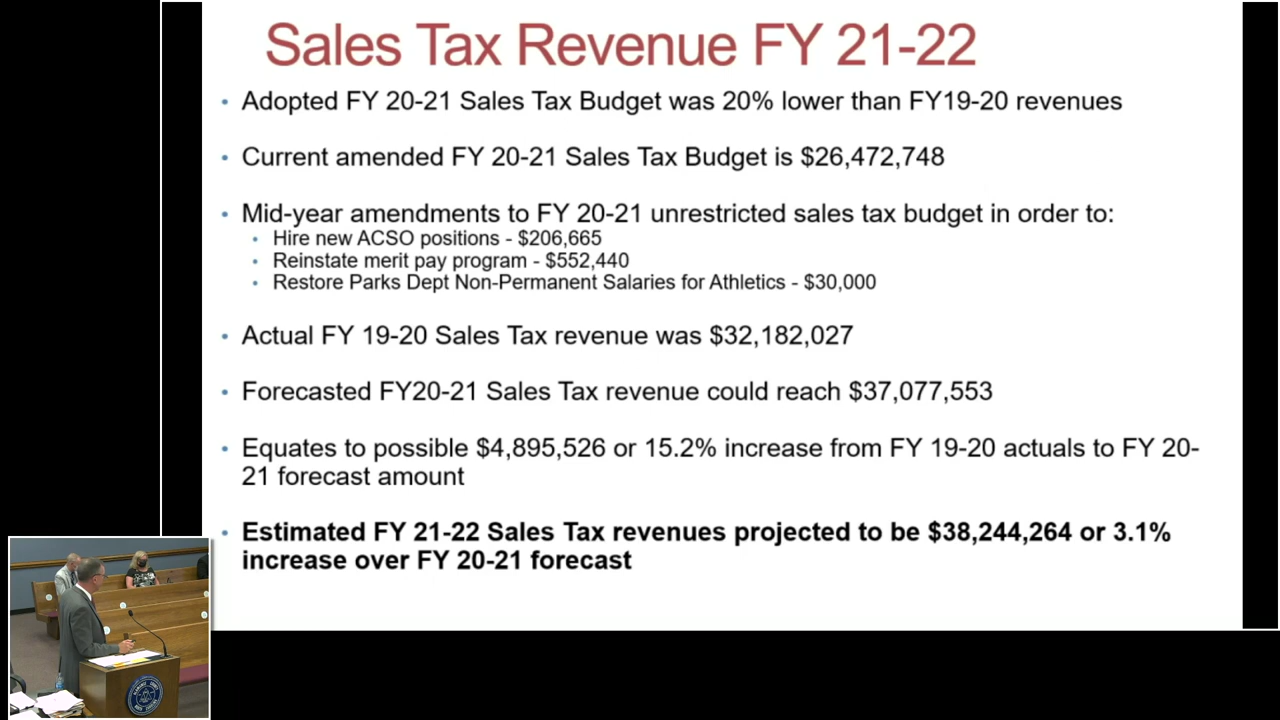 Sales Tax Revenue FY 21-22
• Adopted FY 20-21 Sales Tax Budget was 20% lower than FY19-20 revenues
• Current amended FY 20-21 Sales Tax Budget is $26,472,748
• Mid-year amendments to FY 20-21 unrestricted sales tax budget in order to:
• Hire new ACSO positions - $206,665
• Reinstate merit pay program - $552,440
• Restore Parks Dept Non-Permanent Salaries for Athletics - $30,000
• Actual FY 19-20 Sales Tax revenue was $32,182,027
• Forecasted FY20-21 Sales Tax revenue could reach $37,077,553
• Equates to possible $4,895,526 or 15.2% increase from FY 19-20 actuals to FY 20-
21 forecast amount
• Estimated FY 21-22 Sales Tax revenues projected to be $38,244,264 or 3.1%
increase over FY 20-21 forecast